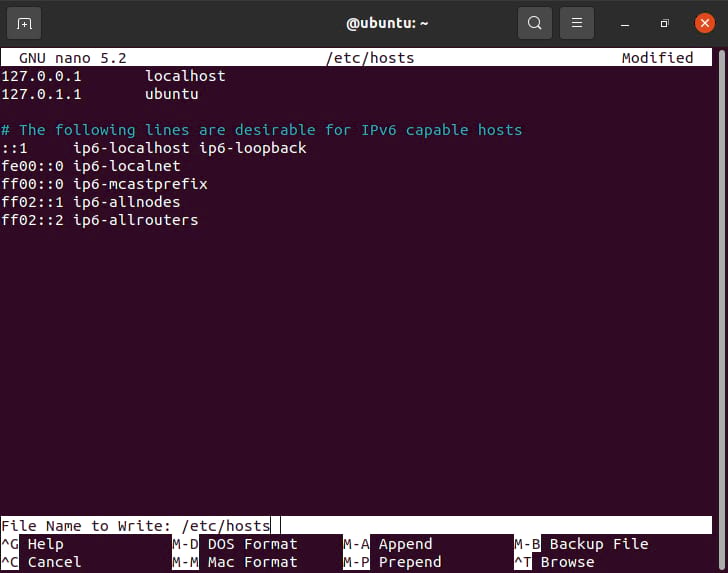 @ubuntu: ~
GNU nano 5.2 /etc/hosts Modified
127.0.0.1 localhost
127.0.1.1 ubuntu
# The following lines are desirable for IPv6 capable hosts
::1 ip6-localhost ip6-loopback
fe00::0 ip6-localnet
ff00::0 ip6-mcastprefix
ff02::1 ip6-allnodes
ff02::2 ip6-allrouters
File Name to Write: /etc/hosts
^G Help M-D DOS Format M-A Append M-B Backup File
^C Cancel M-M Mac Format M-P Prepend ^T Browse